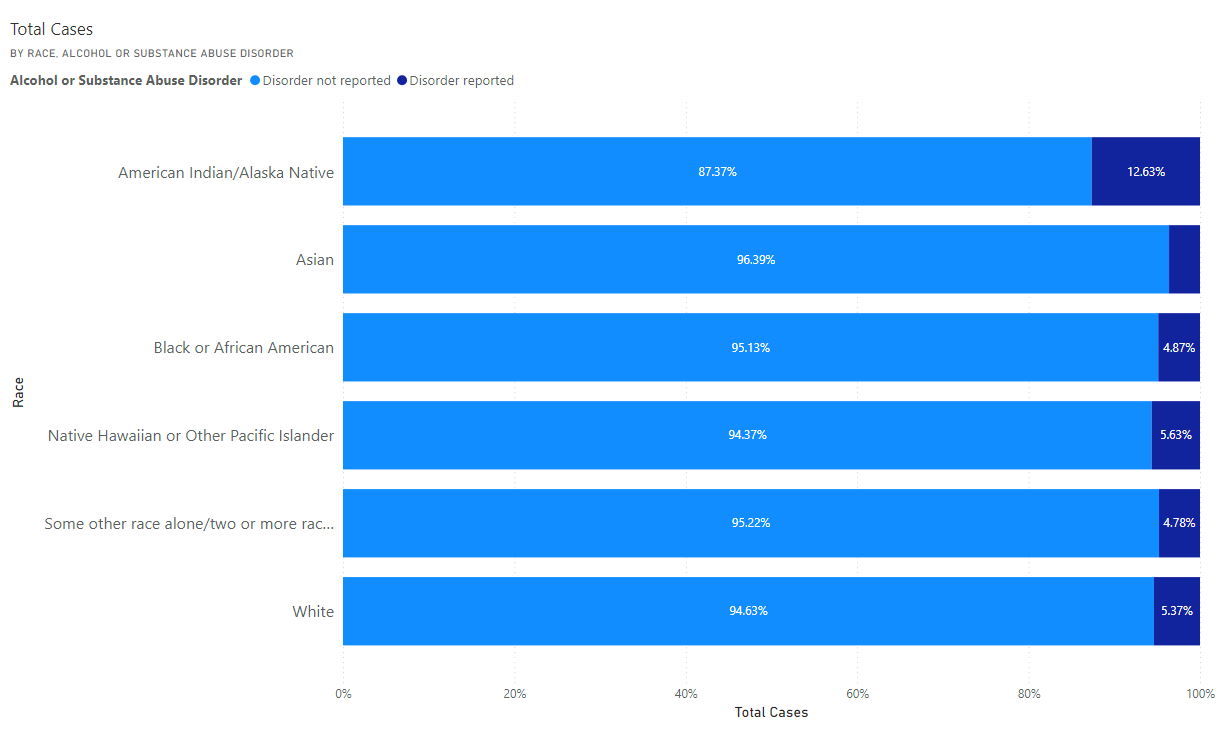 Total Cases
BY RACE, ALCOHOL OR SUBSTANCE ABUSE DISORDER
Alcohol or Substance Abuse Disorder Disorder not reported Disorder reported
American Indian/Alaska Native 87.37% 12.63%
Asian 96.39%
Black or African American 95.13% 4.87%
Race
Native Hawaiian or Other Pacific Islander 94.37% 5.63%
Some other race alone/two or more rac... 95.22% 4.78%
White 94.63% 5.37%
0% 20% 40% 60% 80% 100%
Total Cases